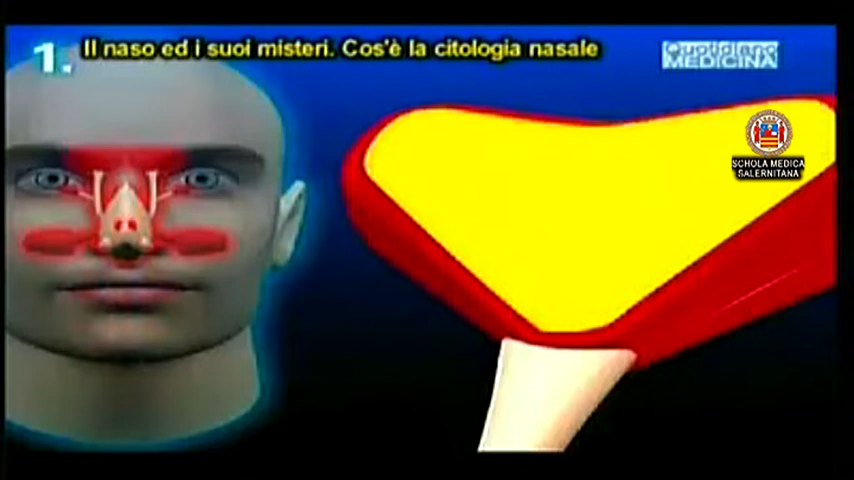 1.
Il naso ed i suoi misteri. Cos'è la citologia nasale
Quotidiano
MEDICINA
SCHOLA MEDICA
SALERNITANA